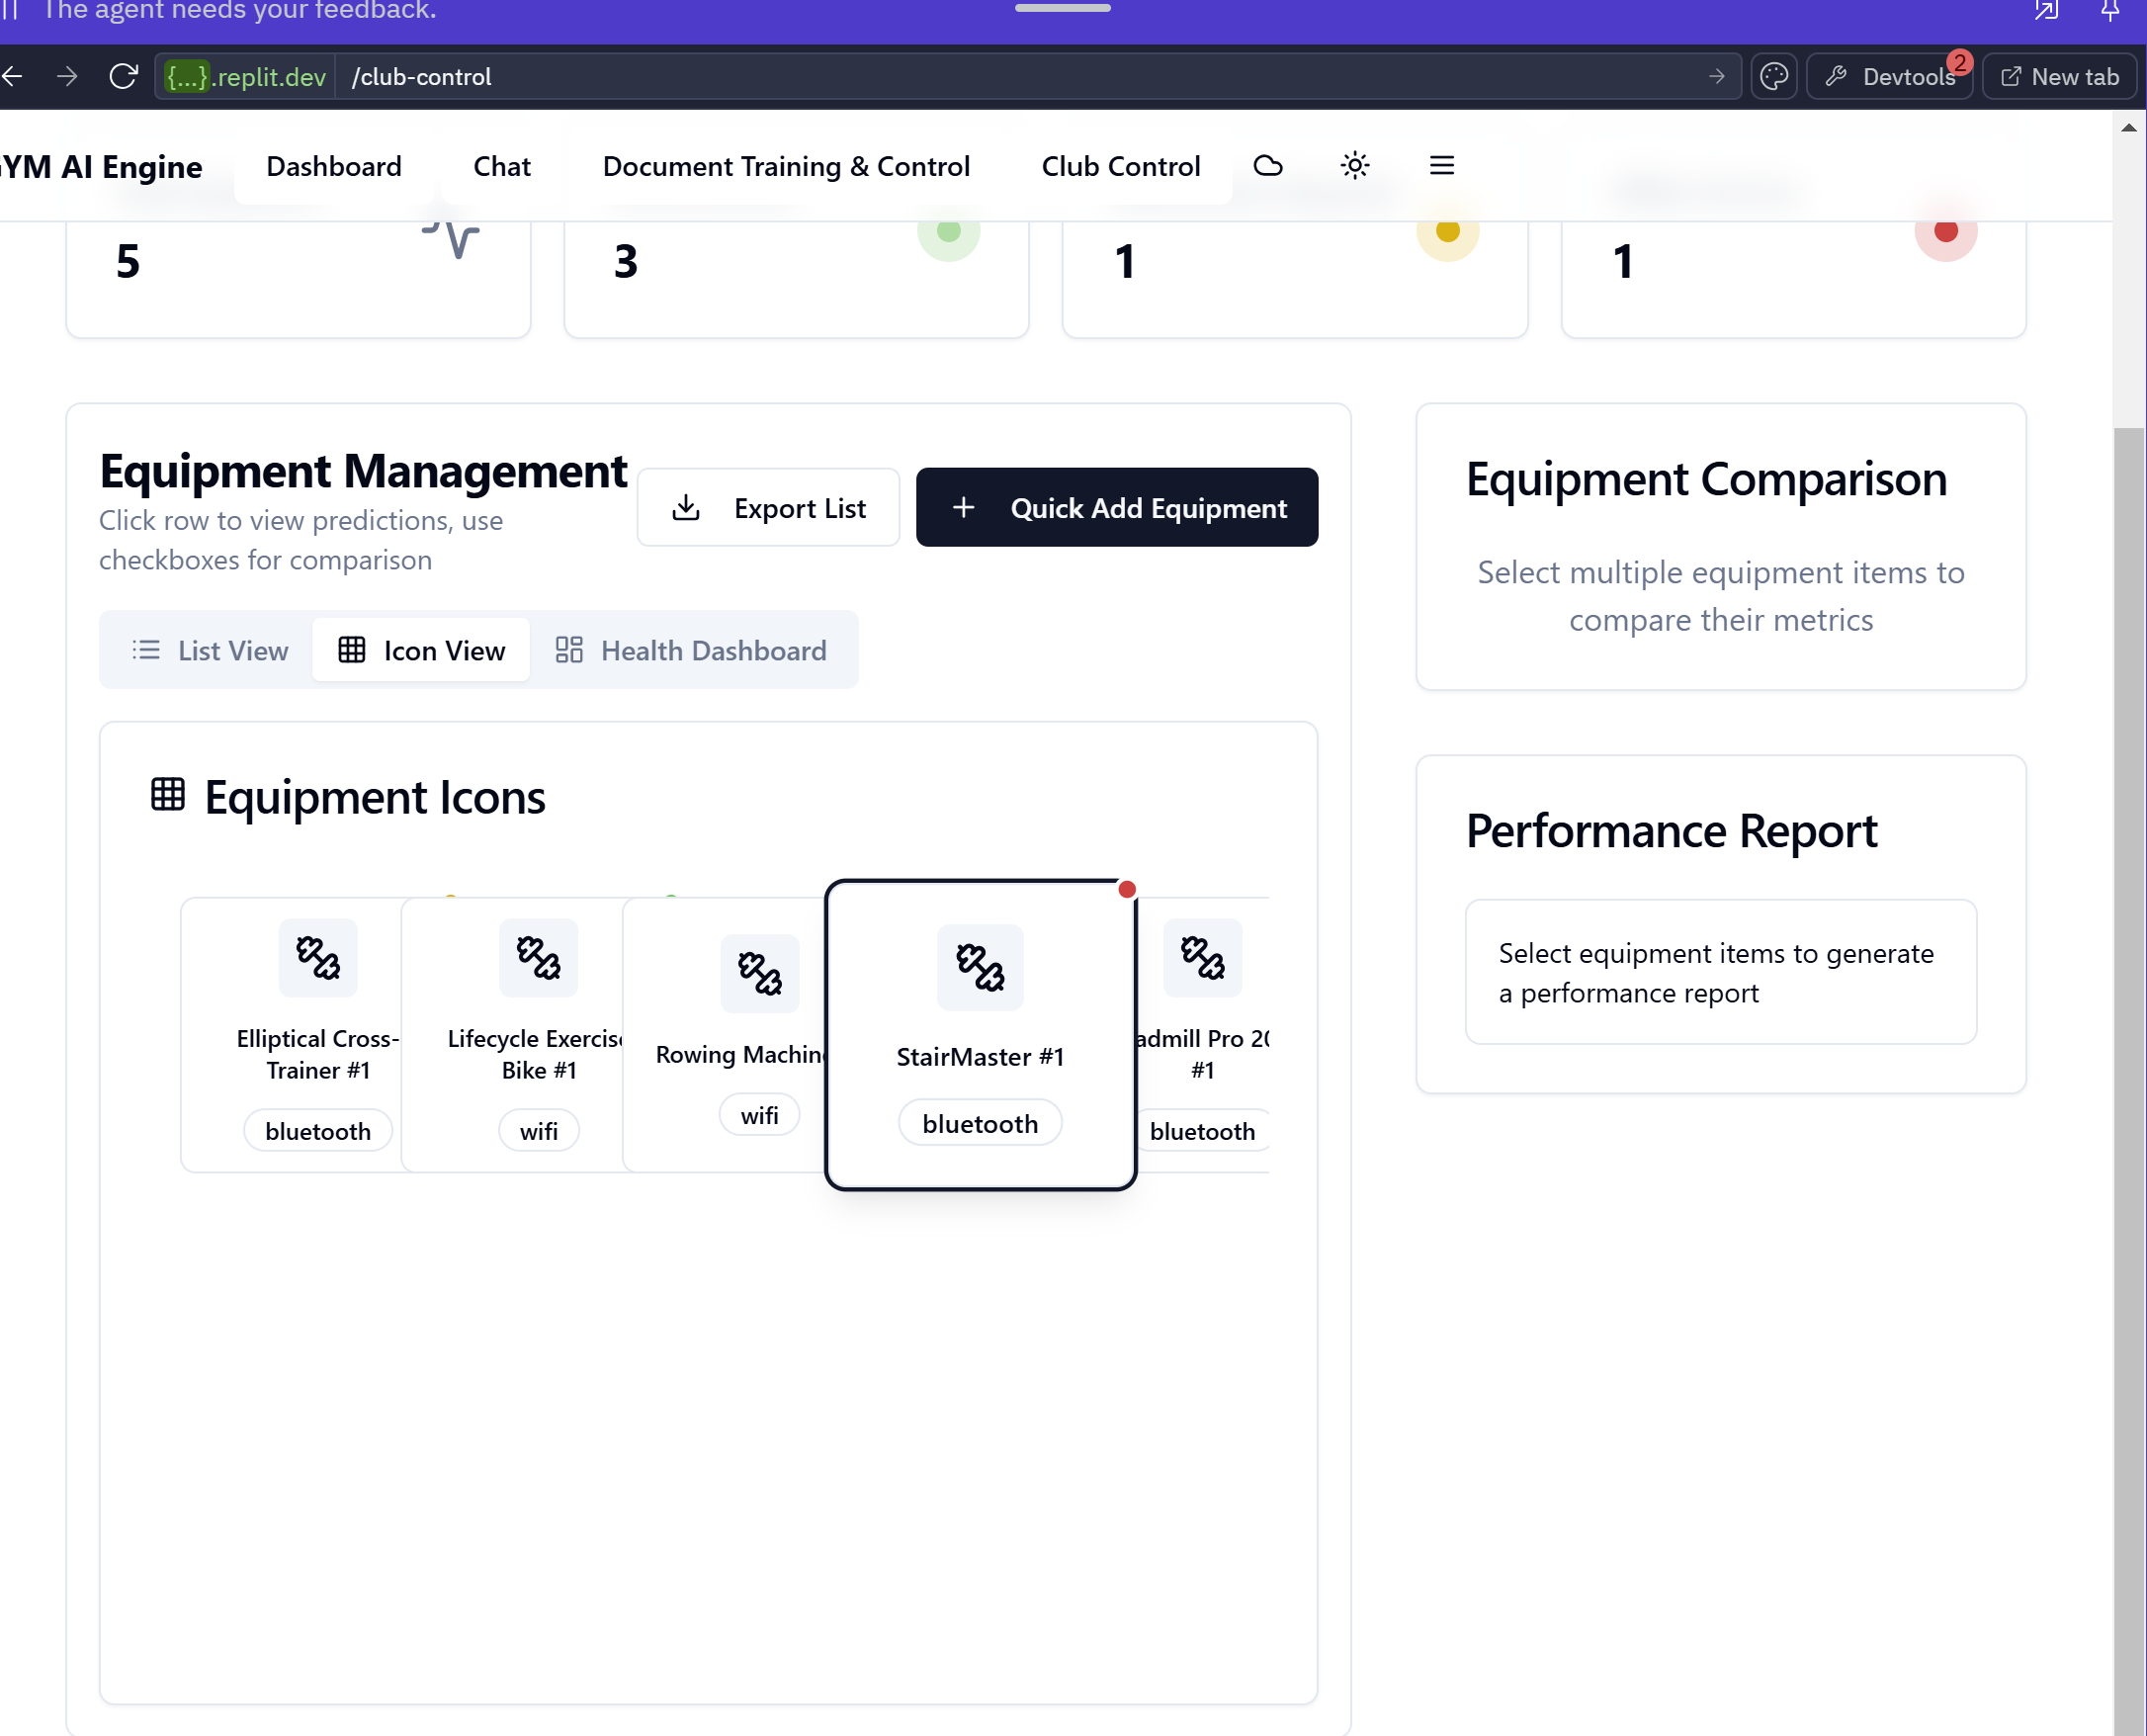 The agent needs your feedback.
{...}.replit.dev /club-control
Devtools 2
New tab
GYM AI Engine
Dashboard
Chat
Document Training & Control
Club Control
5
3
1
1
Equipment Management
Click row to view predictions, use
checkboxes for comparison
Export List
Quick Add Equipment
List View
Icon View
Health Dashboard
Equipment Icons
Elliptical Cross-
Trainer #1
bluetooth
Lifecycle Exercise
Bike #1
wifi
Rowing Machine
wifi
StairMaster #1
bluetooth
admill Pro 20
#1
bluetooth
Equipment Comparison
Select multiple equipment items to
compare their metrics
Performance Report
Select equipment items to generate
a performance report